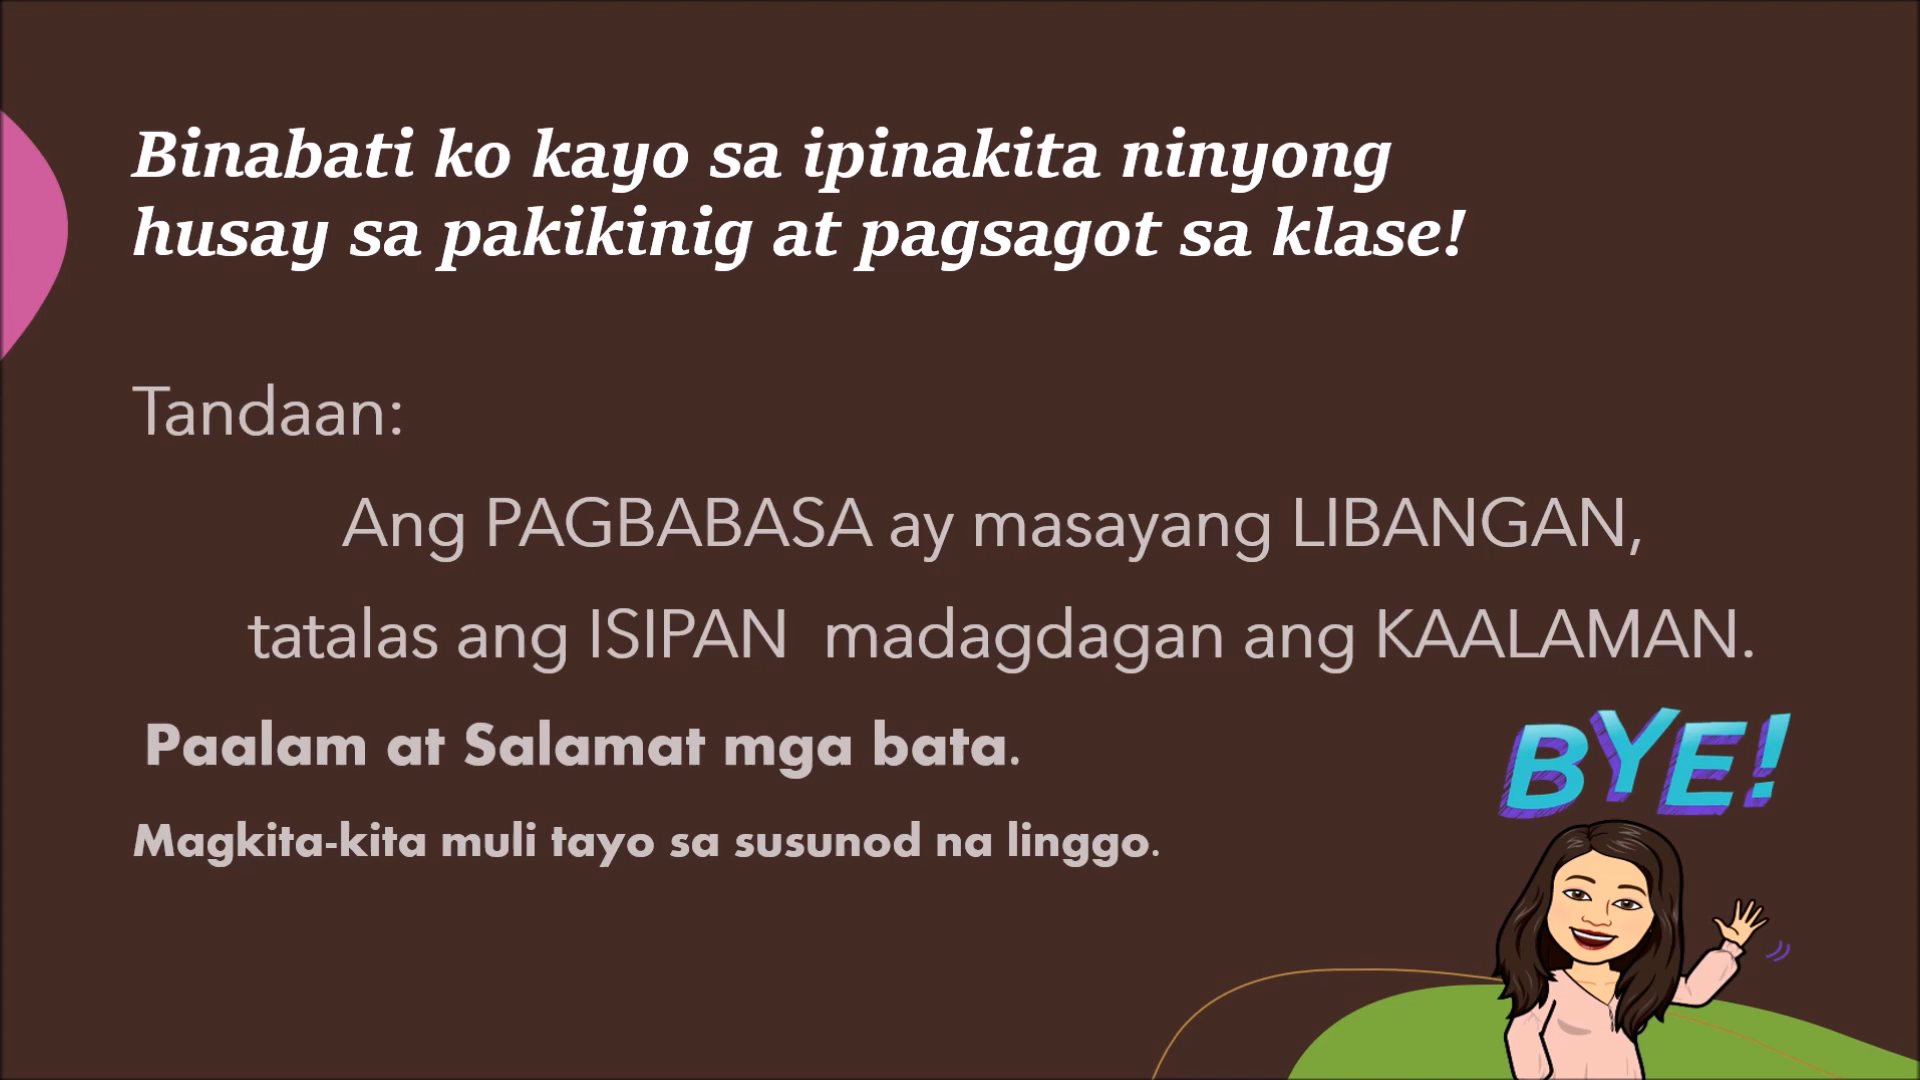 Binabati ko kayo sa ipinakita ninyong
husay sa pakikinig at pagsagot sa klase!
Tandaan:
Ang PAGBABASA ay masayang LIBANGAN,
tatalas ang ISIPAN  madagdagan ang KAALAMAN.
Paalam at Salamat mga bata.
Magkita-kita muli tayo sa susunod na linggo.
BYE!